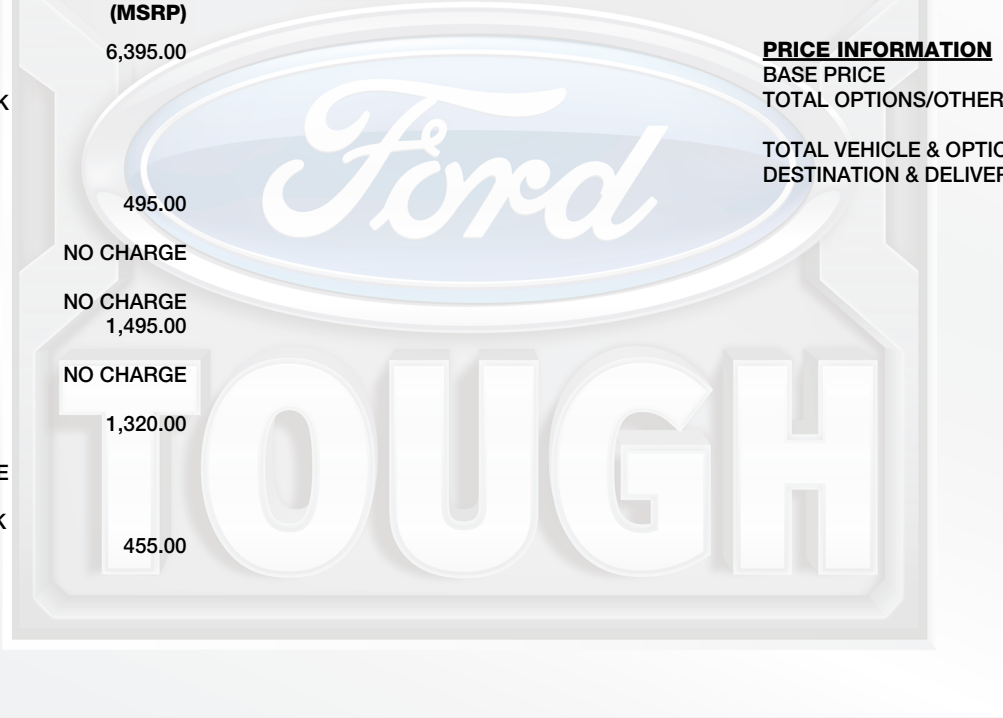 (MSRP)
6,395.00
K
495.00
NO CHARGE
NO CHARGE
1,495.00
NO CHARGE
1,320.00
E
K
455.00
PRICE INFORMATION
BASE PRICE
TOTAL OPTIONS/OTHER
TOTAL VEHICLE & OPTIO
DESTINATION & DELIVER
Ford
TOUGH